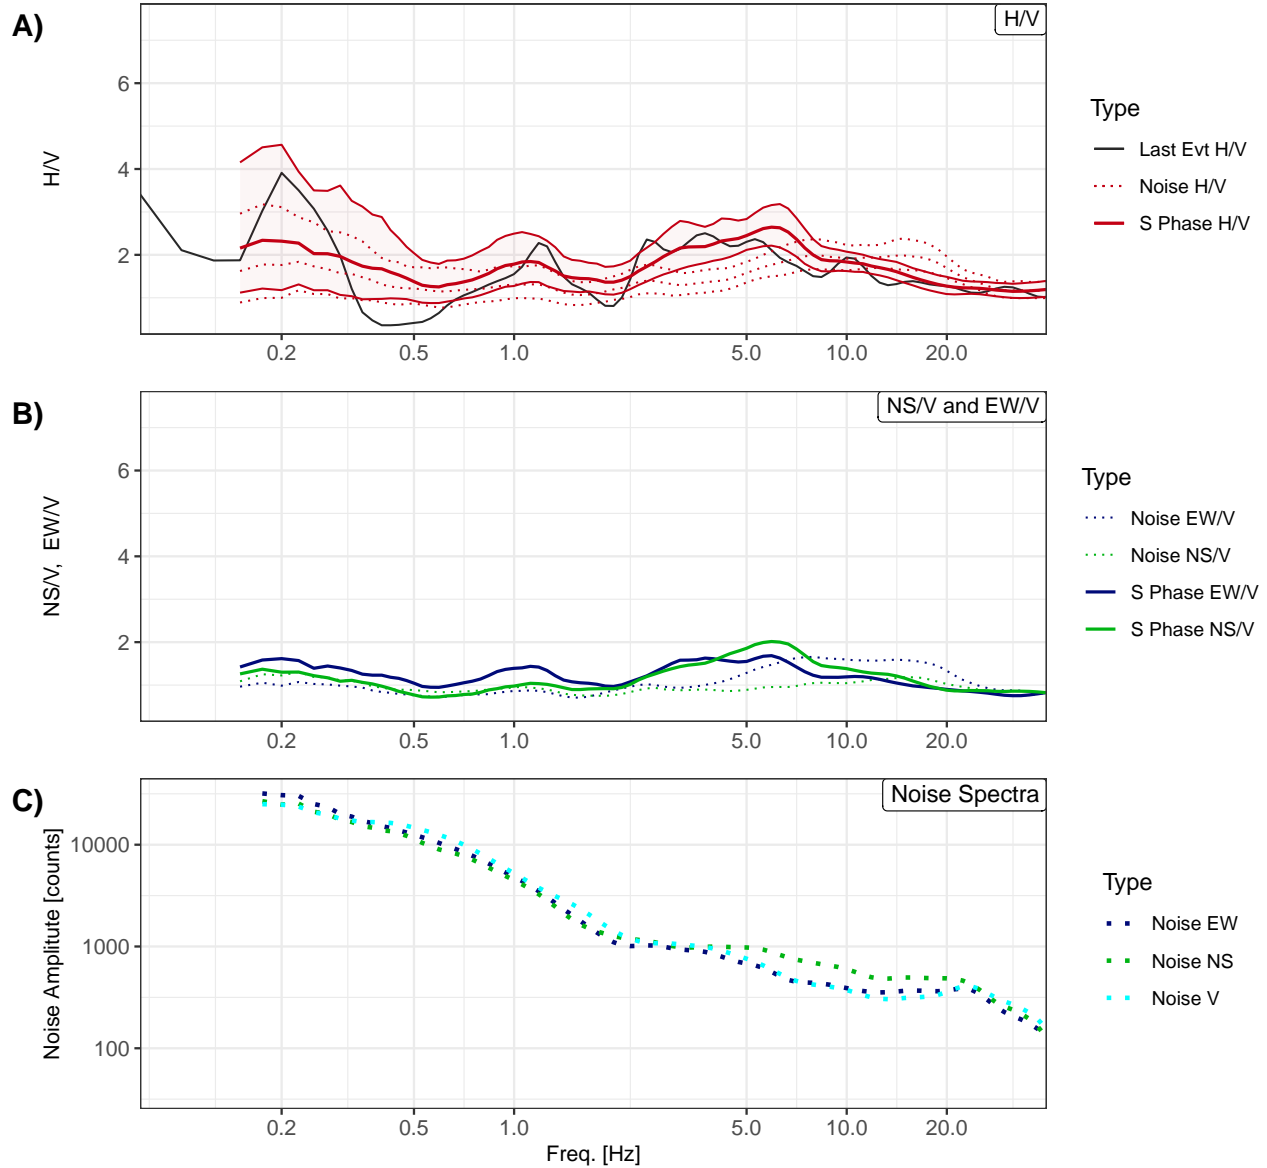 A)
H/V
6
4
2
H/V
0.2 0.5 1.0 5.0 10.0 20.0
Type
Last Evt H/V
Noise H/V
S Phase H/V
B)
NS/V and EW/V
6
4
2
NS/V, EW/V
0.2 0.5 1.0 5.0 10.0 20.0
Type
Noise EW/V
Noise NS/V
S Phase EW/V
S Phase NS/V
C)
Noise Spectra
10000
1000
100
Noise Amplitute [counts]
0.2 0.5 1.0 5.0 10.0 20.0
Freq. [Hz]
Type
Noise EW
Noise NS
Noise V